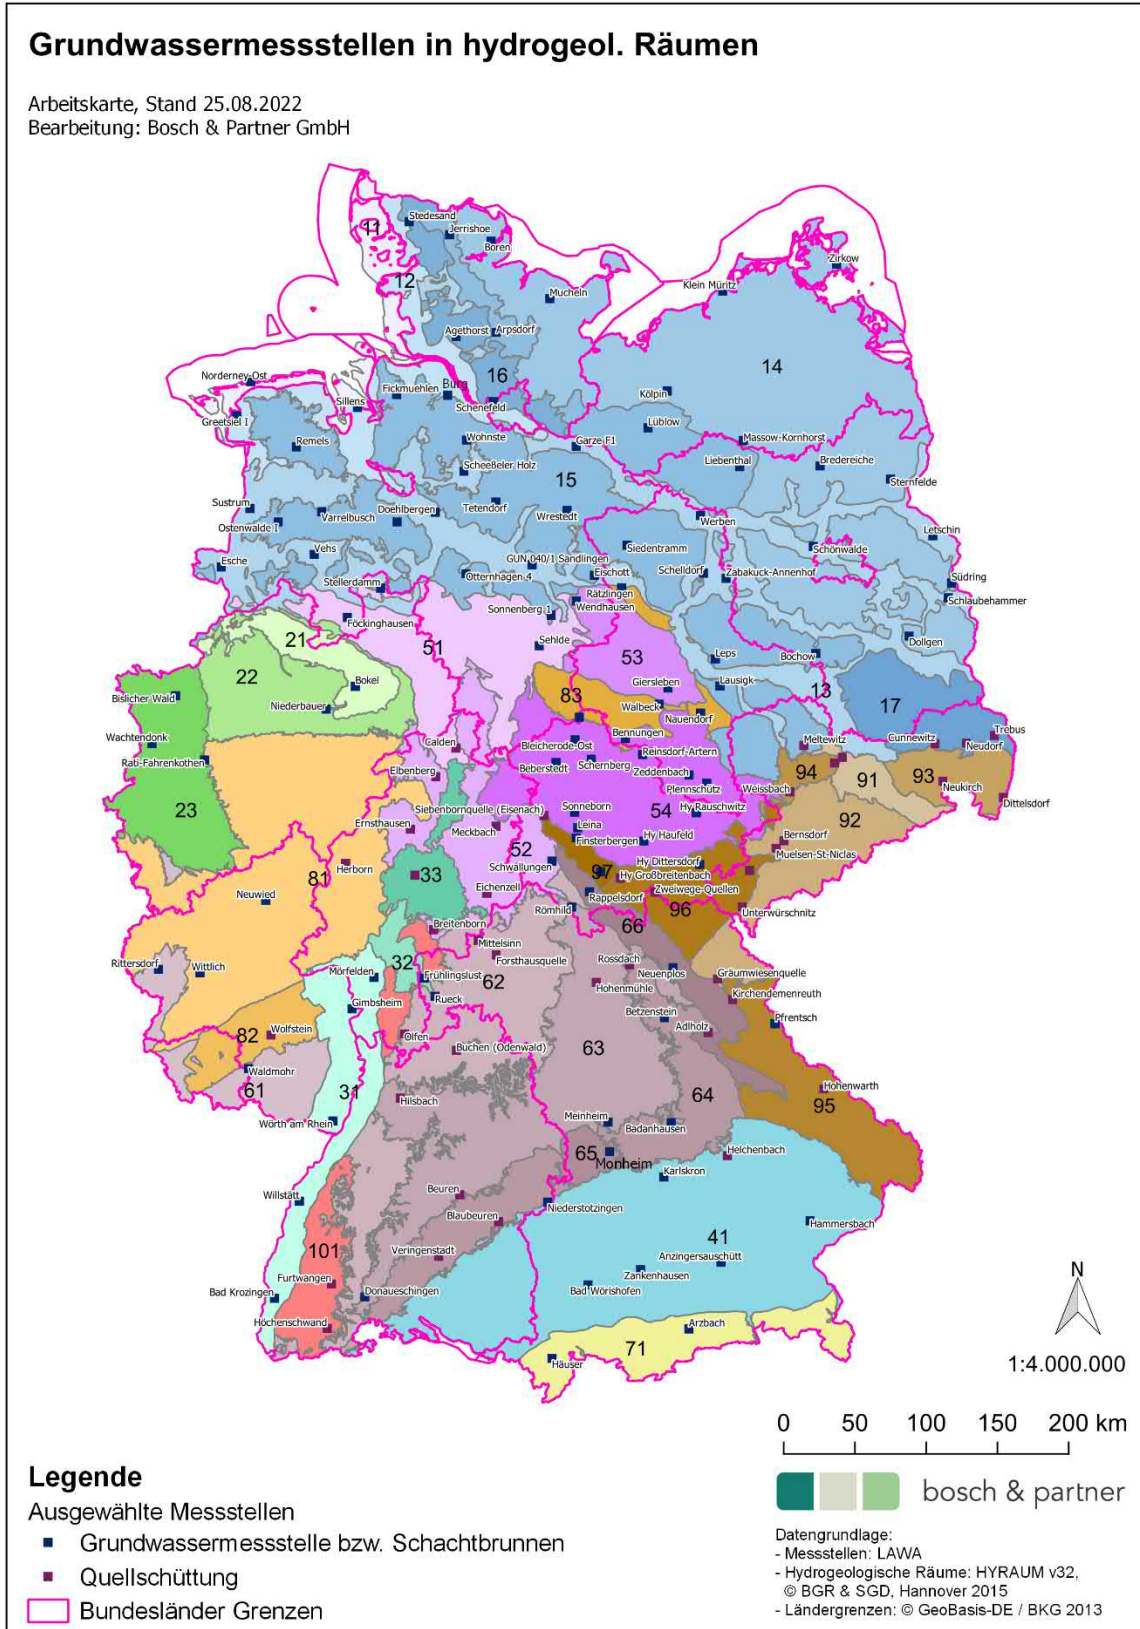 Grundwassermessstellen in hydrogeol. Räumen
Arbeitskarte, Stand 25.08.2022
Bearbeitung: Bosch & Partner GmbH
11
Stedesand
Jerrishoe
Boren
Zirkow
12
Mucheln
Klein Müritz
Agethorst
Arpsdorf
14
Norderney-Ost
16
Fickmuehlen
Burg
Kölpin
Sillens
Schenefeld
Greetsiel I
Lüblow
Remels
Wohnste
Garze F1
Massow-Kornhorst
Scheeßeler Holz
Liebenthal
Bredereiche
15
Sternfelde
Sustrum
Doehlbergen
Tetendorf
Varrelbusch
Wrestedt
Ostenwalde I
Werben
Letschin
Vehs
Siedentramm
Schönwalde
Esche
GUN 040/1 Sandlingen
Stellerdamm
Otternhagen 4
Eischott
Schelldorf
Zabakuck-Annenhof
Südring
Rätzlingen
Schlaubehammer
Sonnenberg 1
Wendhausen
Föckinghausen
21
51
Sehlde
Dollgen
53
Leps
Bochow
22
Bokel
Giersleben
Lausigk
13
Bislicher Wald
83
Walbeck
17
Niederbauer
Nauendorf
Wachtendonk
Calden
Bleicherode-Ost
Bennungen
Meltewitz
Cunnewitz
Trebus
Neudorf
Rati-Fahrenkothen
Elbenberg
Beberstedt
Schernberg
Reinsdorf-Artern
Zeddenbach
94
91
93
Weissbach
Neukirch
Plennschütz
Dittelsdorf
23
Siebenbornquelle (Eisenach)
Sonneborn
54
Hy Rauschwitz
92
Ernsthausen
Meckbach
Leina
Finsterbergen
Hy Haufeld
Bernsdorf
52
Muelsen-St-Niclas
Herborn
Schwallungen
Hy Dittersdorf
81
33
97
Hy Großbreitenbach
Neuwied
Eichenzell
Rappelsdorf
Zweiwege-Quellen
Römhild
96
Unterwürschnitz
Breitenborn
66
Mittelsinn
Rittersdorf
Wittlich
Mörfelden
32
Forsthausquelle
Rossdach
Frühlingslust
62
Neuenplos
Gräumwiesenquelle
Gimbsheim
Rueck
Hohenmühle
Kirchendemenreuth
Wolfstein
Olfen
Betzenstein
Pfrentsch
82
Buchen (Odenwald)
63
Adlholz
Waldmohr
61
31
Hilsbach
64
Hohenwarth
95
Wörth am Rhein
Meinheim
Badanhausen
65
Monheim
Helchenbach
Karlskron
Willstätt
Beuren
Niederstotzingen
Blaubeuren
Hammersbach
41
101
Veringenstadt
Anzingersauschütt
Furtwangen
Zankenhausen
Bad Krozingen
Donaueschingen
Bad Wörishofen
Höchenschwand
N
Arzbach
71
Häuser
1:4.000.000
0 50 100 150 200 km
Legende
bosch & partner
Ausgewählte Messstellen
Grundwassermessstelle bzw. Schachtbrunnen
Quellschüttung
Bundesländer Grenzen
Datengrundlage:
- Messstellen: LAWA
- Hydrogeologische Räume: HYRAUM v32,
© BGR & SGD, Hannover 2015
- Ländergrenzen: © GeoBasis-DE / BKG 2013